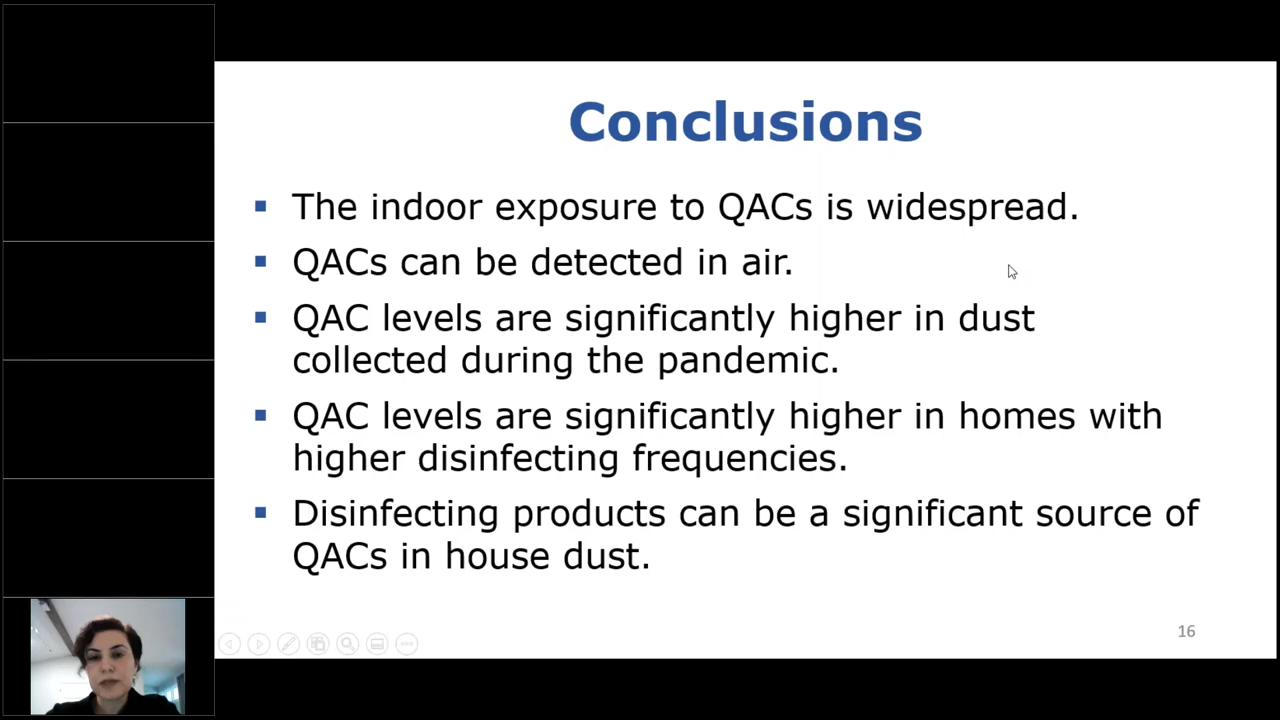 Conclusions
▪ The indoor exposure to QACs is widespread.
▪ QACs can be detected in air.
▪ QAC levels are significantly higher in dust
collected during the pandemic.
▪ QAC levels are significantly higher in homes with
higher disinfecting frequencies.
▪ Disinfecting products can be a significant source of
QACs in house dust.
16